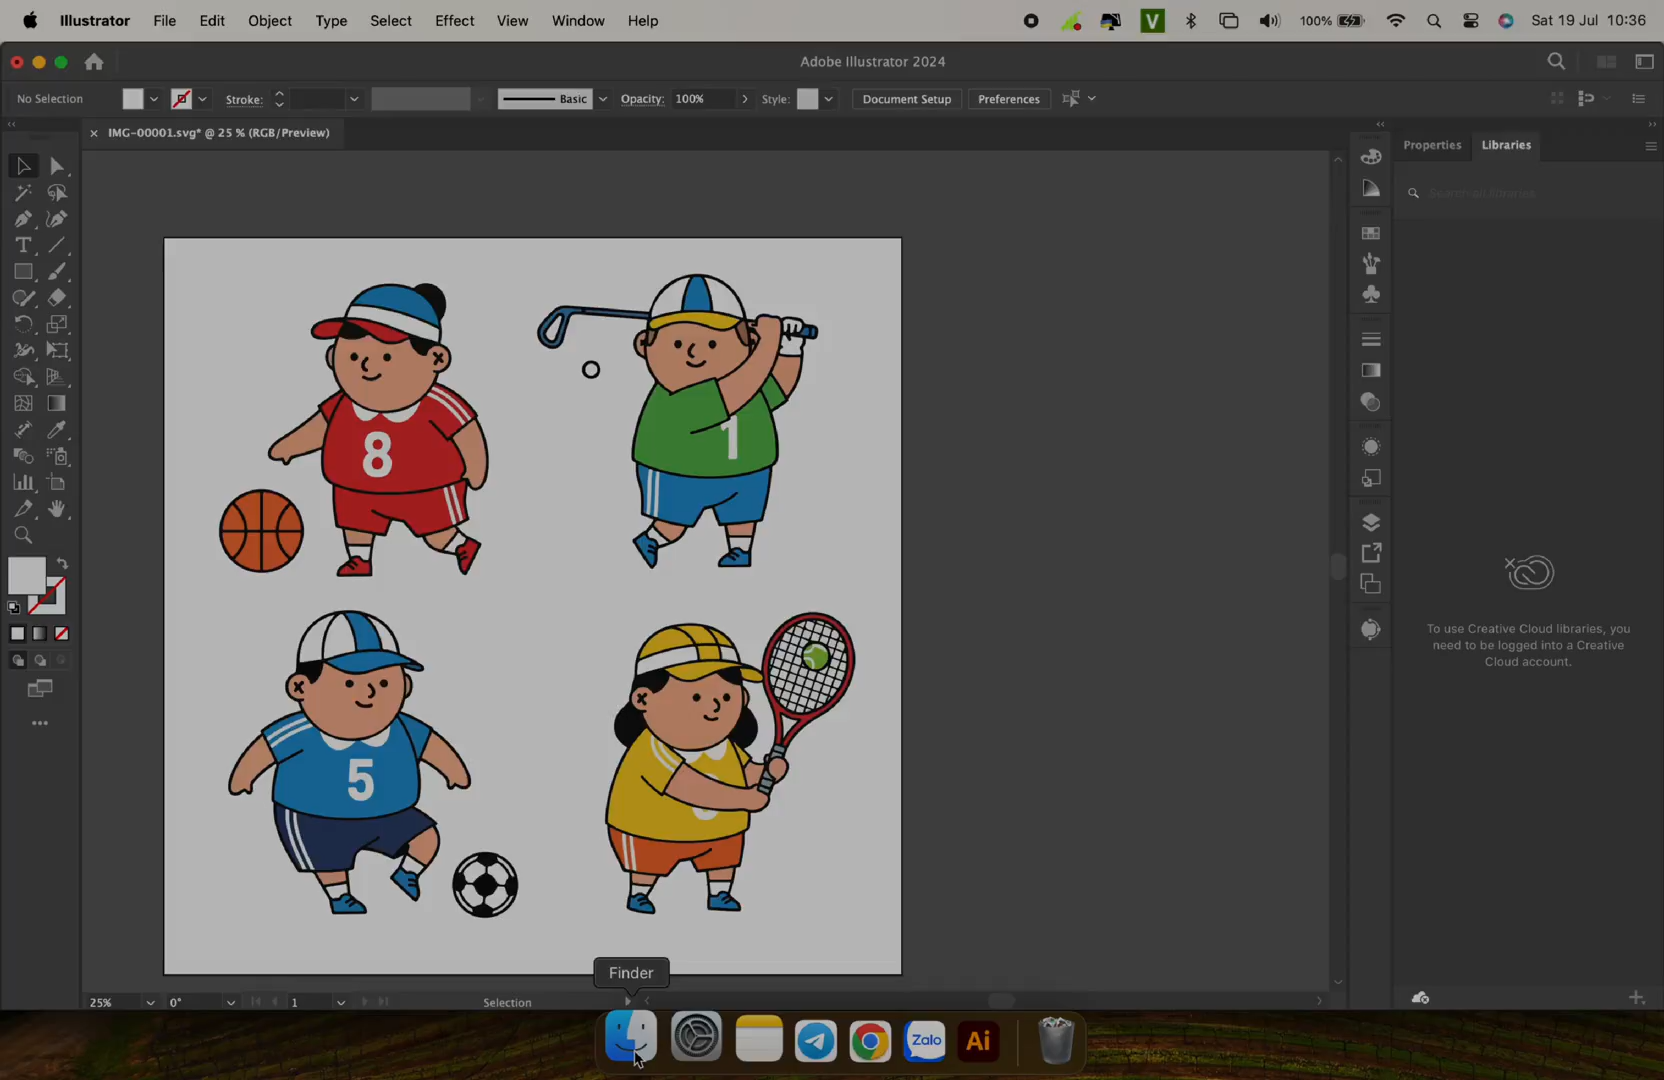 Illustrator File Edit Object Type Select Effect View Window Help
V
100%
Sat 19 Jul 10:36
Adobe Illustrator 2024
No Selection
Stroke:
Basic
Opacity: 100%
Style:
Document Setup
Preferences
IMG-00001.svg* @ 25 % (RGB/Preview)
Properties
Libraries
Search all libraries
8
1
5
To use Creative Cloud libraries, you
need to be logged into a Creative
Cloud account.
Finder
25%
0°
1
Selection
Zalo
Ai